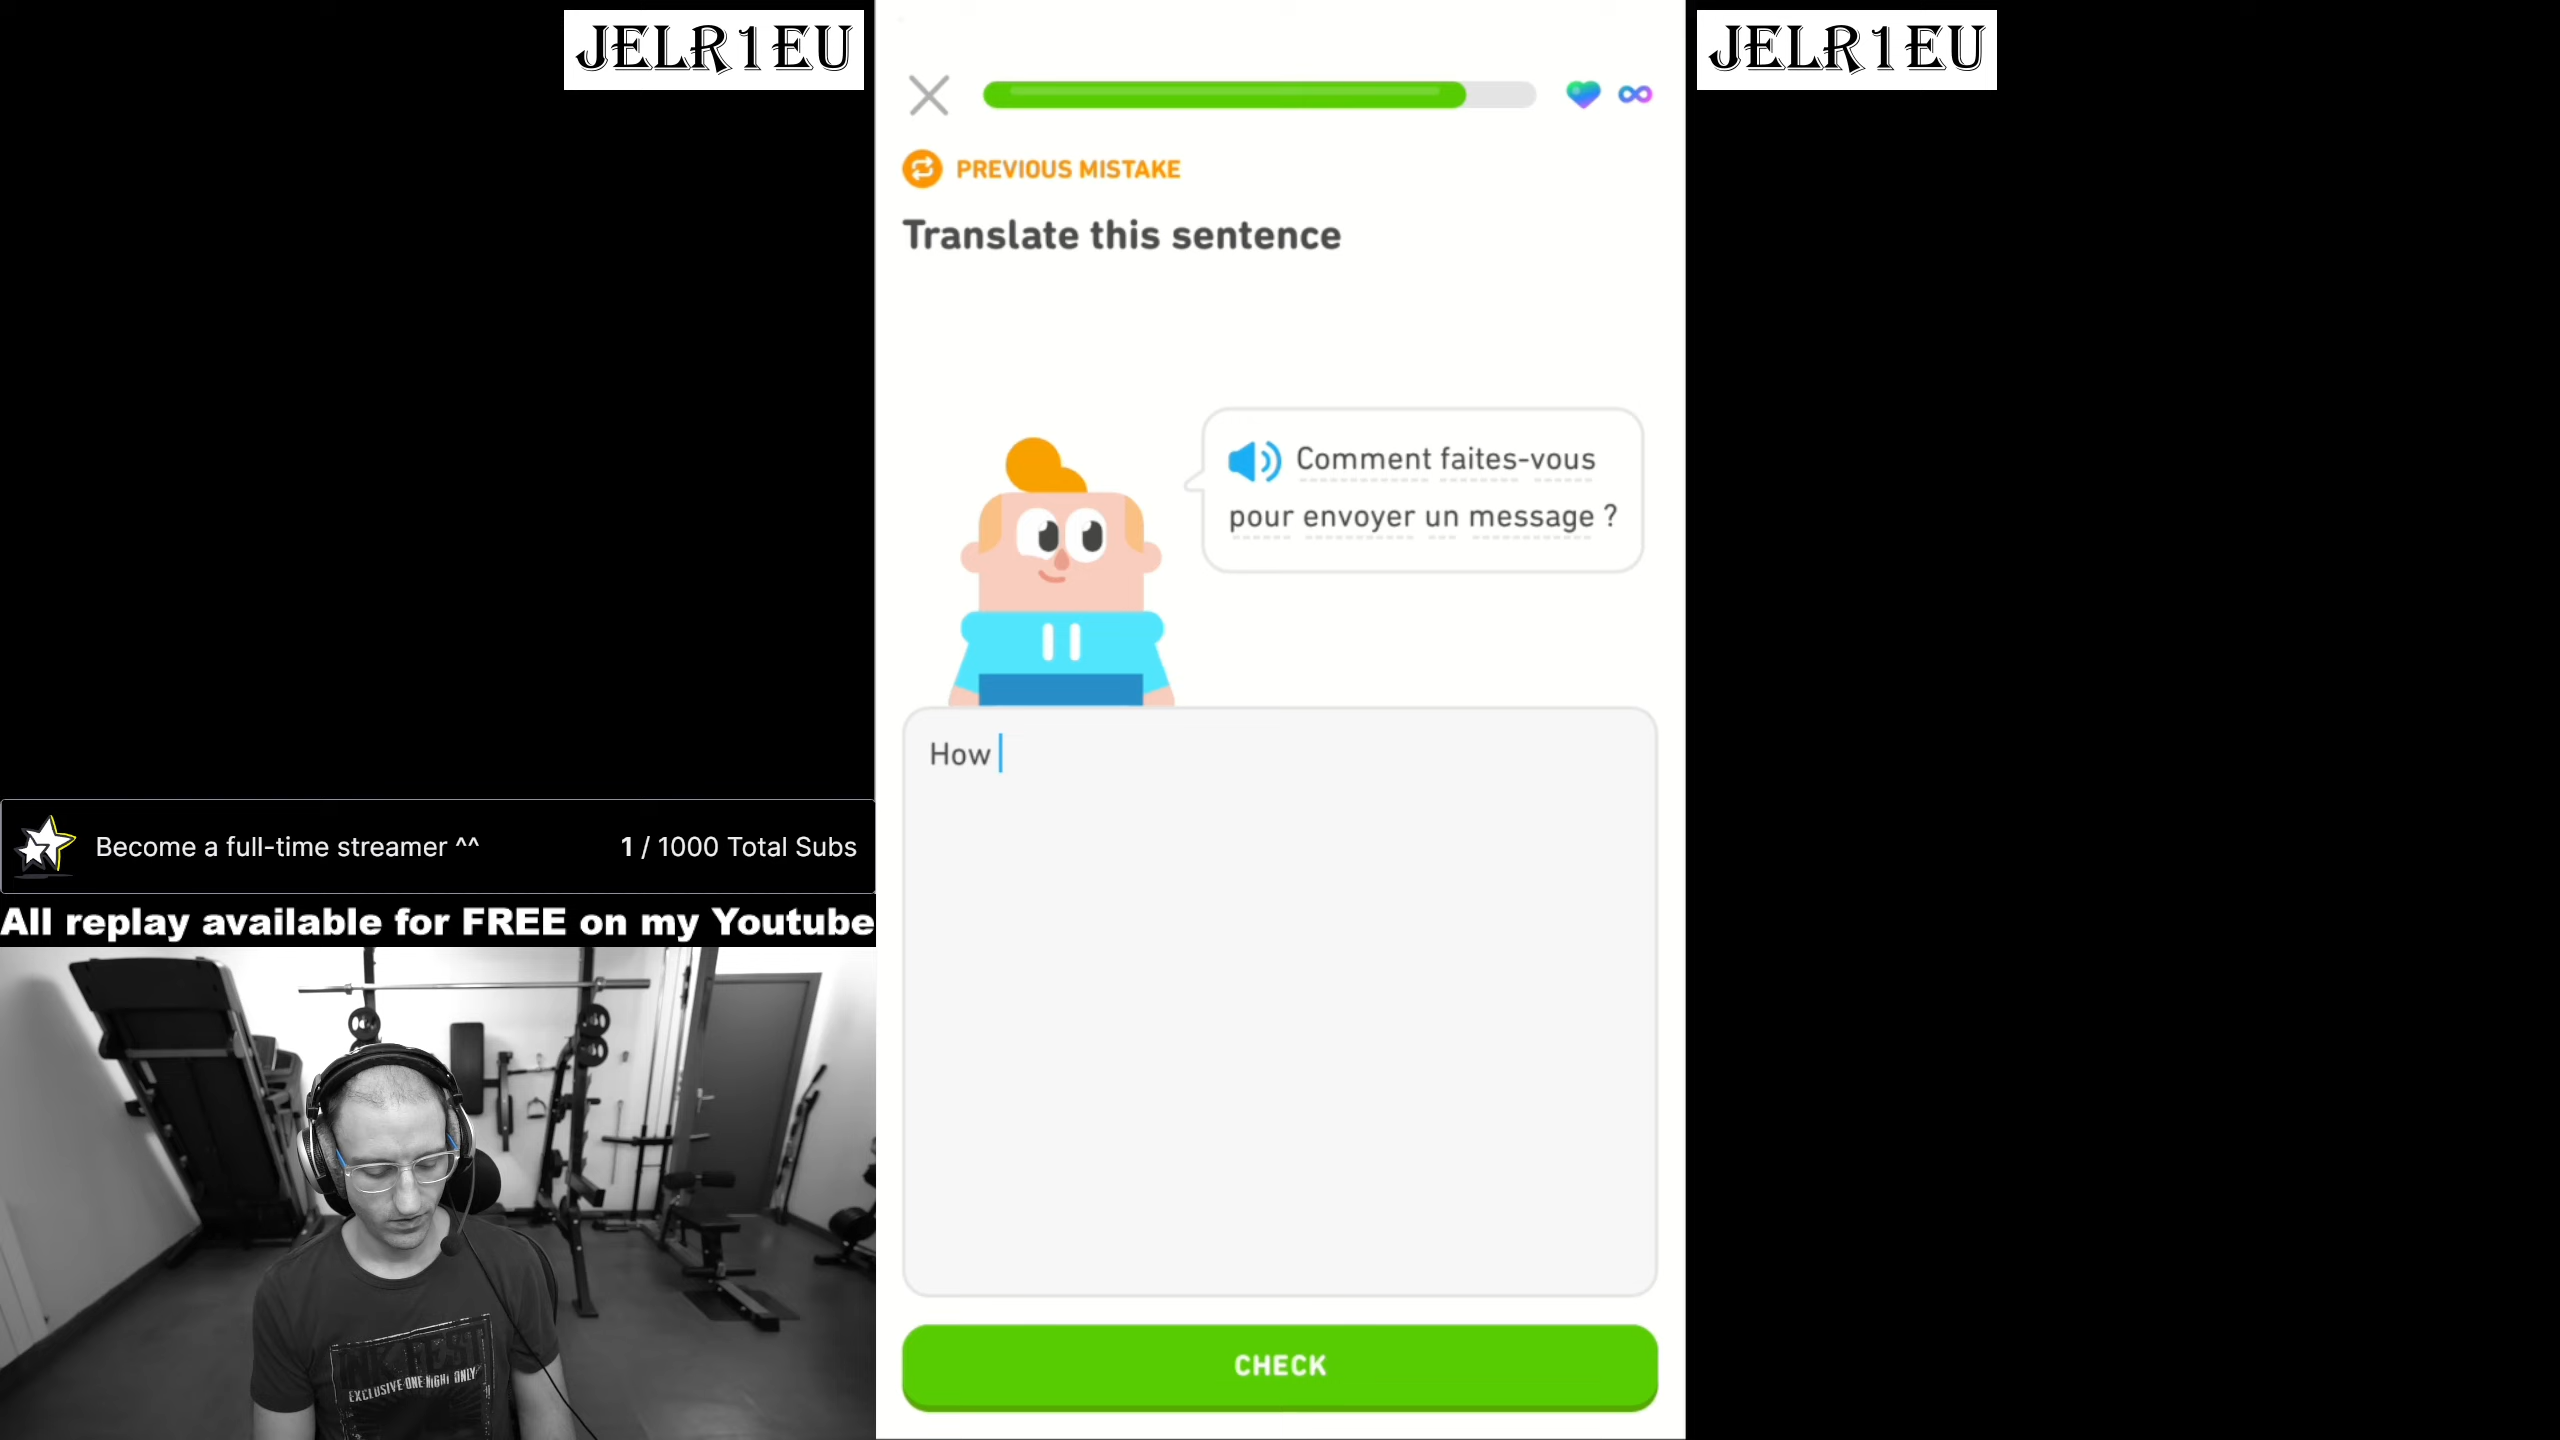 JELR1EU
JELR1EU
PREVIOUS MISTAKE
Translate this sentence
Comment faites-vous
pour envoyer un message ?
How
Become a full-time streamer ^^ 1 / 1000 Total Subs
All replay available for FREE on my Youtube
EXCLUSIVE ONE NIGHT ONLY
CHECK